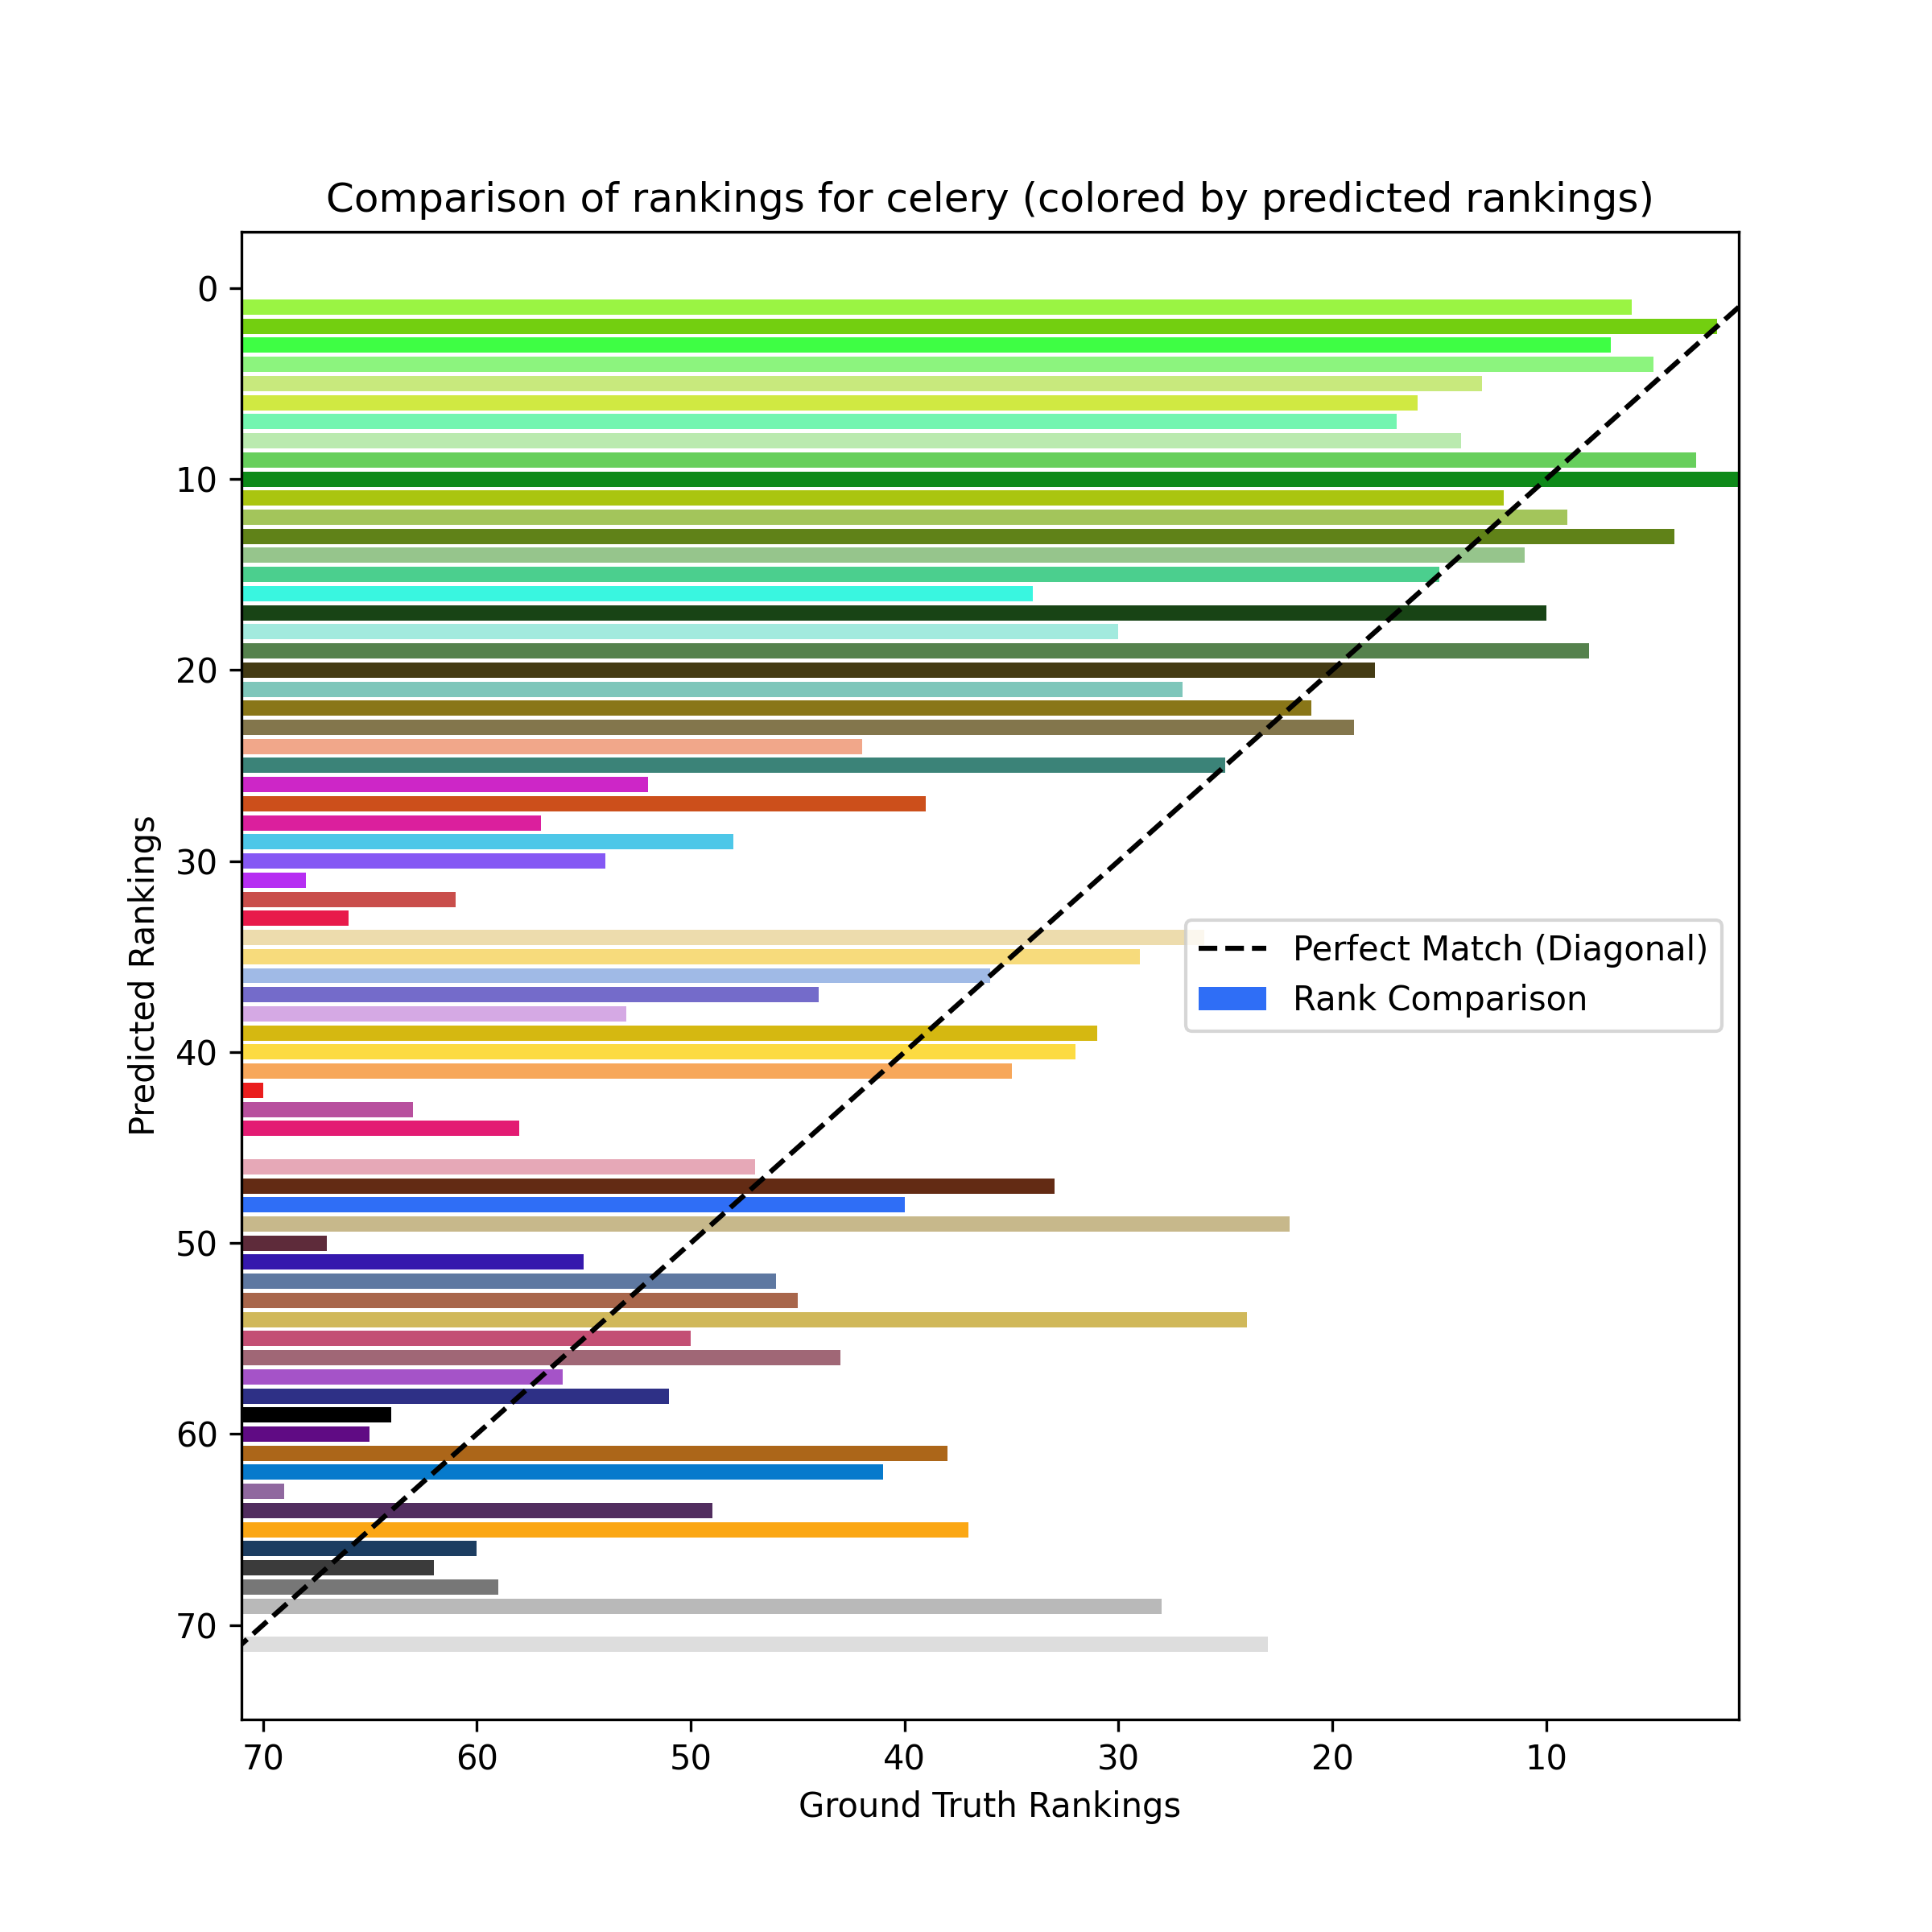 Comparison of rankings for celery (colored by predicted rankings)
Predicted Rankings
0
10
20
30
40
50
60
70
Perfect Match (Diagonal)
Rank Comparison
70 60 50 40 30 20 10
Ground Truth Rankings